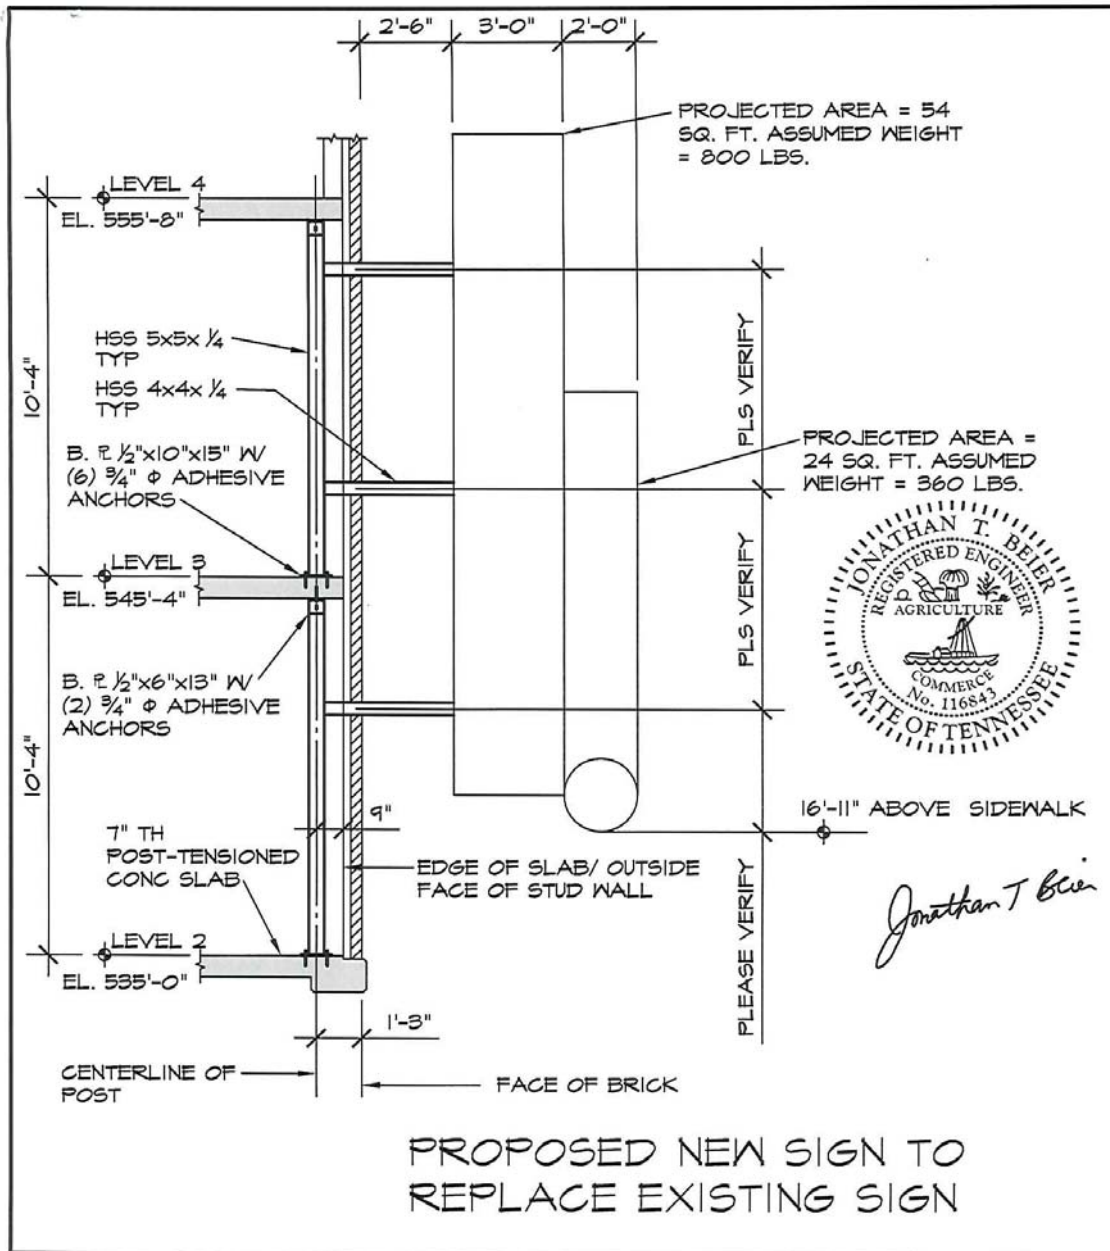 2'-6"
3'-0"
2'-0"
PROJECTED AREA = 54
SQ. FT. ASSUMED WEIGHT
= 800 LBS.
LEVEL 4
EL. 555'-8"
10'-4"
HSS 5x5x 1/4
TYP
HSS 4x4x 1/4
TYP
B. PL 1/2"x10"x15" W/
(6) 3/4" Φ ADHESIVE
ANCHORS
PLS VERIFY
PROJECTED AREA =
24 SQ. FT. ASSUMED
WEIGHT = 360 LBS.
JONATHAN T. BEIER
REGISTERED ENGINEER
AGRICULTURE
COMMERCE
No. 116843
STATE OF TENNESSEE
LEVEL 3
EL. 545'-4"
PLS VERIFY
B. PL 1/2"x6"x13" W/
(2) 3/4" Φ ADHESIVE
ANCHORS
10'-4"
9"
16'-11" ABOVE SIDEWALK
7" TH
POST-TENSIONED
CONC SLAB
EDGE OF SLAB/ OUTSIDE
FACE OF STUD WALL
Jonathan T Beier
LEVEL 2
EL. 535'-0"
PLEASE VERIFY
1'-3"
CENTERLINE OF
POST
FACE OF BRICK
PROPOSED NEW SIGN TO
REPLACE EXISTING SIGN